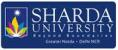 SHARDA
UNIVERSITY
Beyond Boundaries
Greater Noida • Delhi NCR